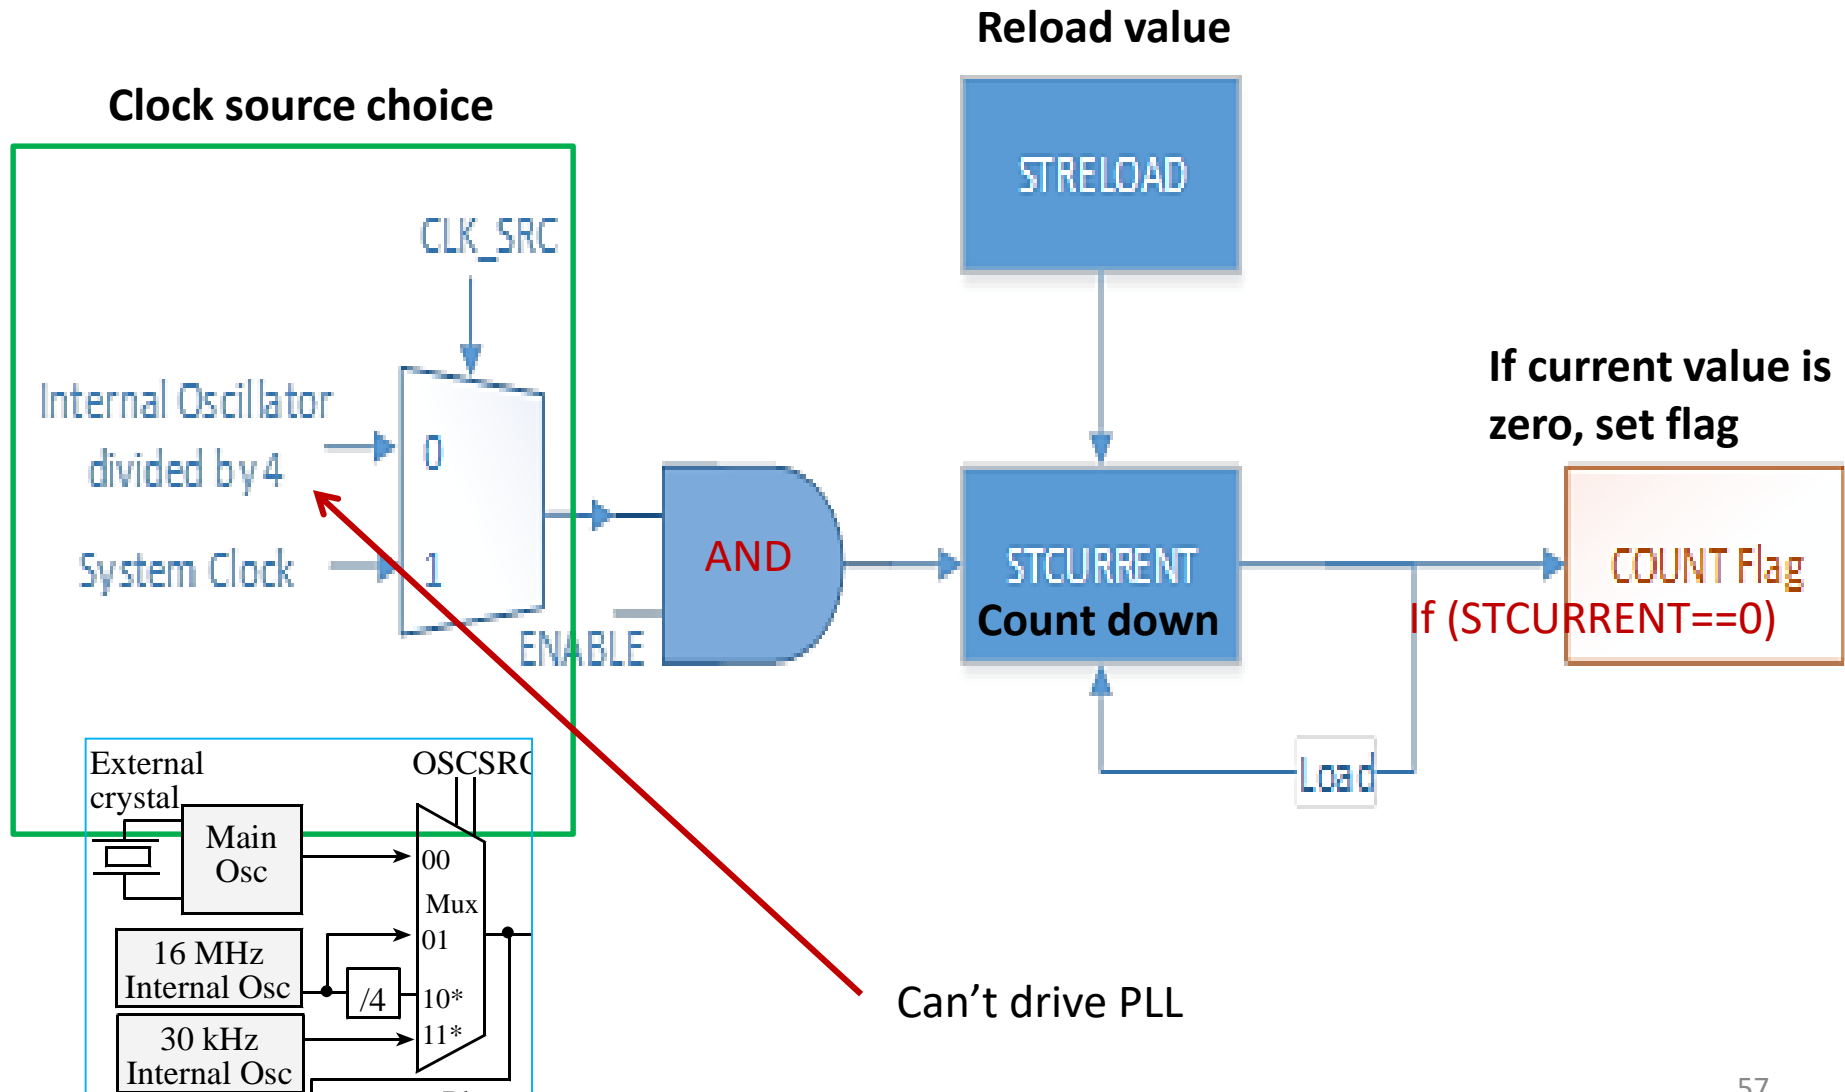 Reload value
Clock source choice
STRELOAD
CLK_SRC
If current value is
zero, set flag
Internal Oscillator
divided by 4
0
System Clock
1
AND
ENABLE
STCURRENT
Count down
COUNT Flag
If (STCURRENT==0)
Load
External
crystal
OSCSRC
Main
Osc
00
Mux
01
16 MHz
Internal Osc
/4
10*
11*
30 kHz
Internal Osc
Can’t drive PLL
57